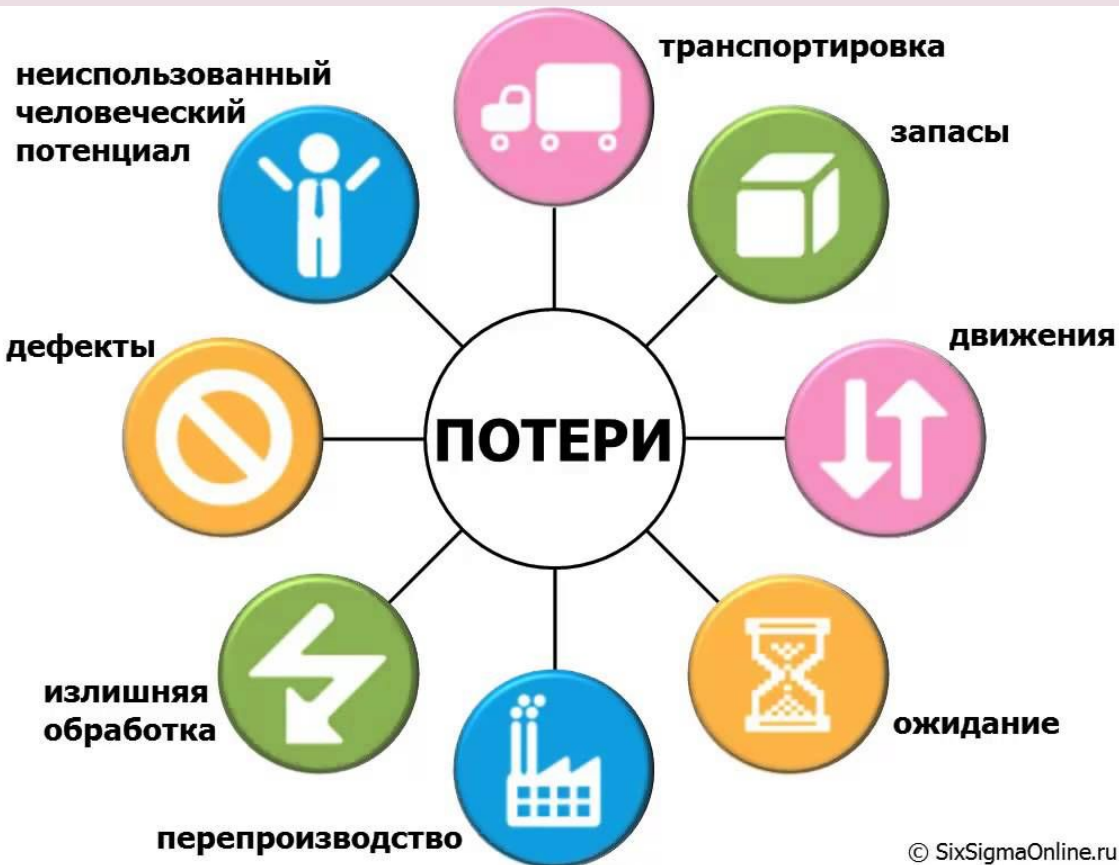 транспортировка
неиспользованный
человеческий
потенциал
запасы
движения
дефекты
ПОТЕРИ
излишняя
обработка
ожидание
перепроизводство
© SixSigmaOnline.ru